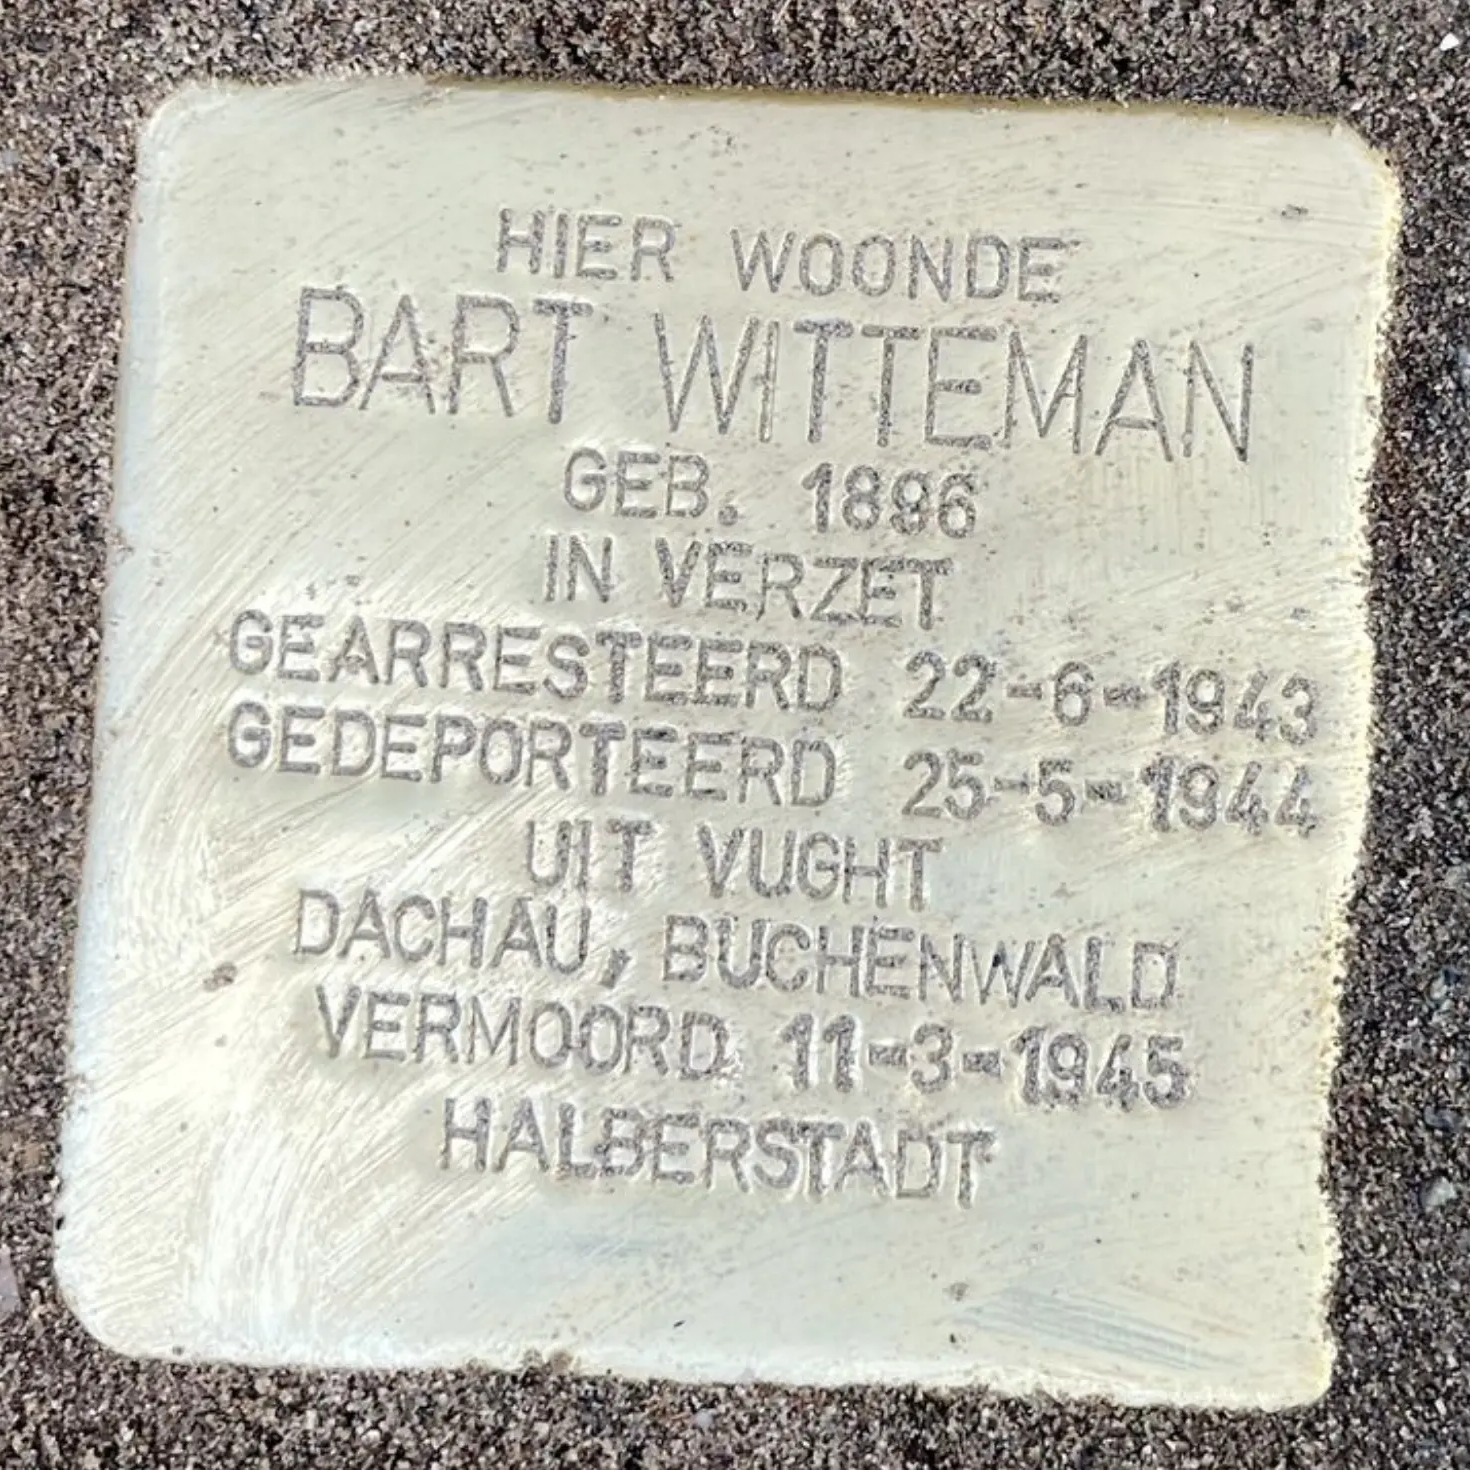 HIER WOONDE
BART WITTEMAN
GEB. 1896
IN VERZET
GEARRESTEERD 22-6-1943
GEDEPORTEERD 25-5-1944
UIT VUGHT
DACHAU, BUCHENWALD
VERMOORD 11-3-1945
HALBERSTADT